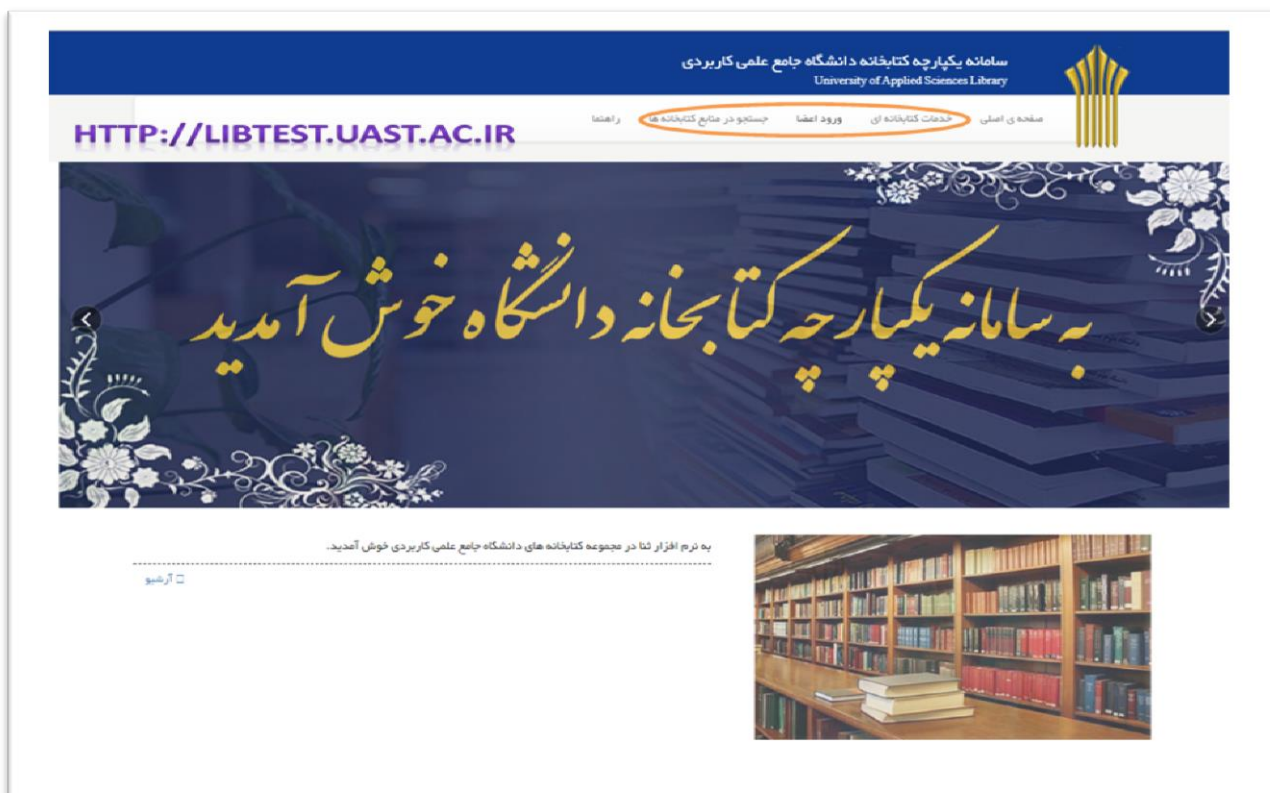 سامانه یکپارچه کتابخانه دانشگاه جامع علمی کاربردی
University of Applied Sciences Library
صفحه ی اصلی خدمات کتابخانه ای ورود اعضا جستجو در منابع کتابخانه ها راهنما
HTTP://LIBTEST.UAST.AC.IR
به سامانه یکپارچه کتابخانه دانشگاه خوش آمدید
به نرم افزار ثنا در مجموعه کتابخانه های دانشگاه جامع علمی کاربردی خوش آمدید.
آرشیو